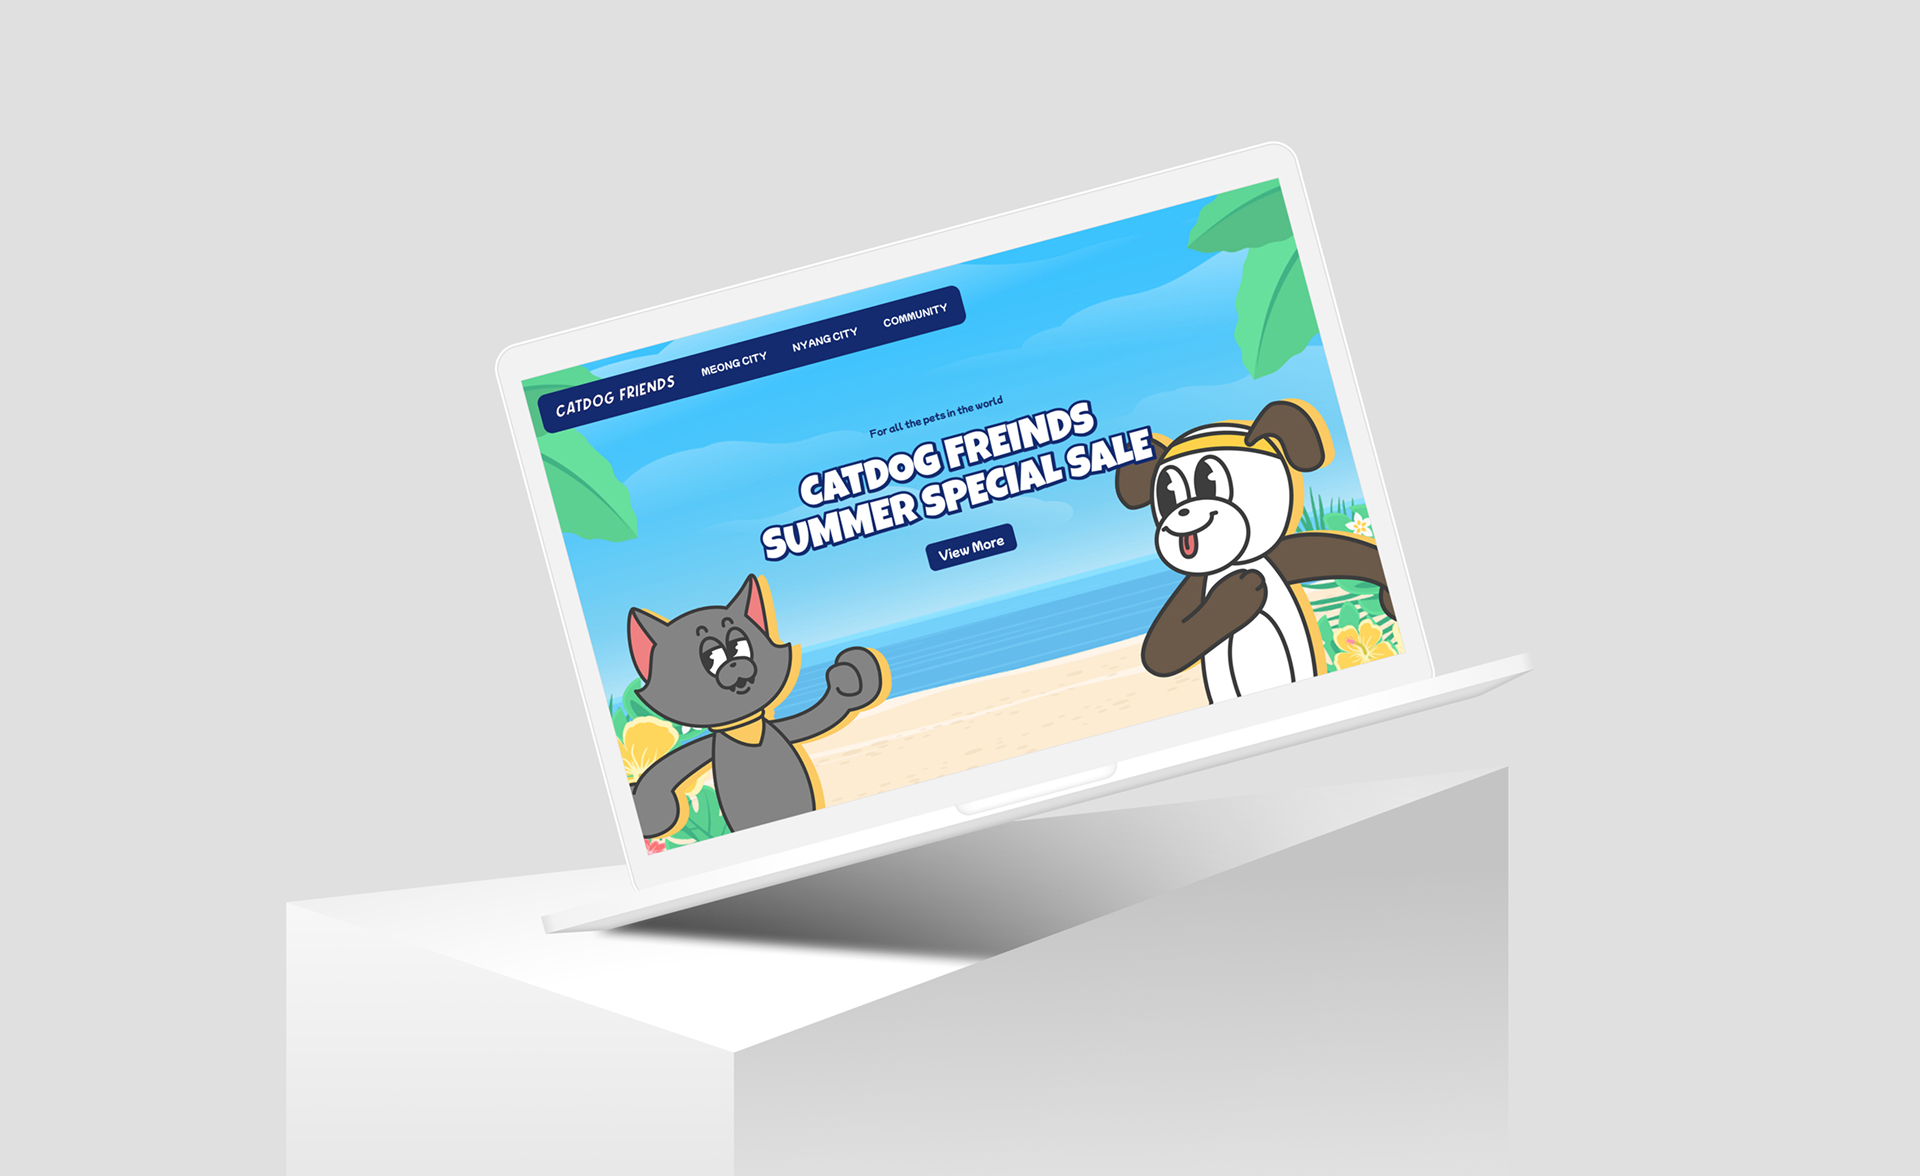 CATDOG FRIENDS MEONG CITY NYANG CITY COMMUNITY
For all the pets in the world
CATDOG FREINDS
SUMMER SPECIAL SALE
View More